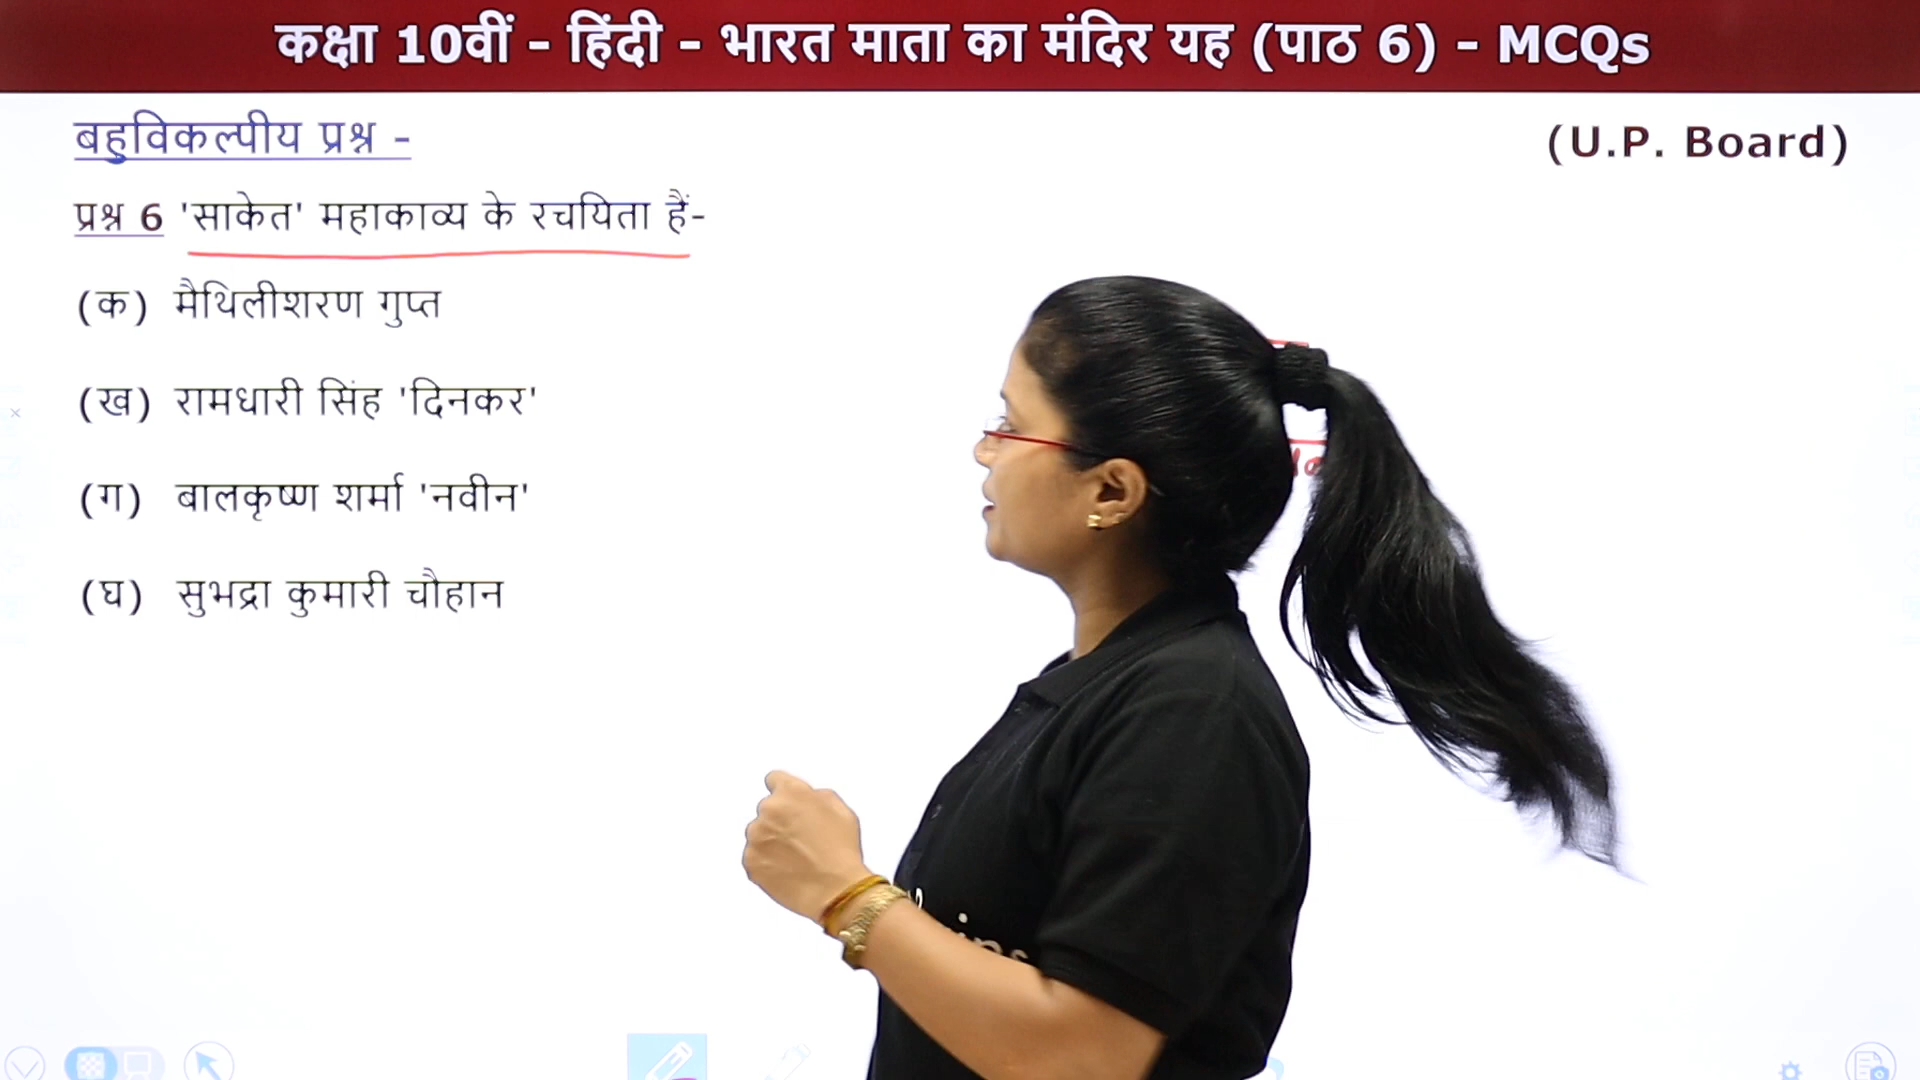 कक्षा 10वीं - हिंदी - भारत माता का मंदिर यह (पाठ 6) - MCQs
बहुविकल्पीय प्रश्न -
(U.P. Board)
प्रश्न 6 'साकेत' महाकाव्य के रचयिता हैं-
(क) मैथिलीशरण गुप्त
(ख) रामधारी सिंह 'दिनकर'
(ग) बालकृष्ण शर्मा 'नवीन'
(घ) सुभद्रा कुमारी चौहान